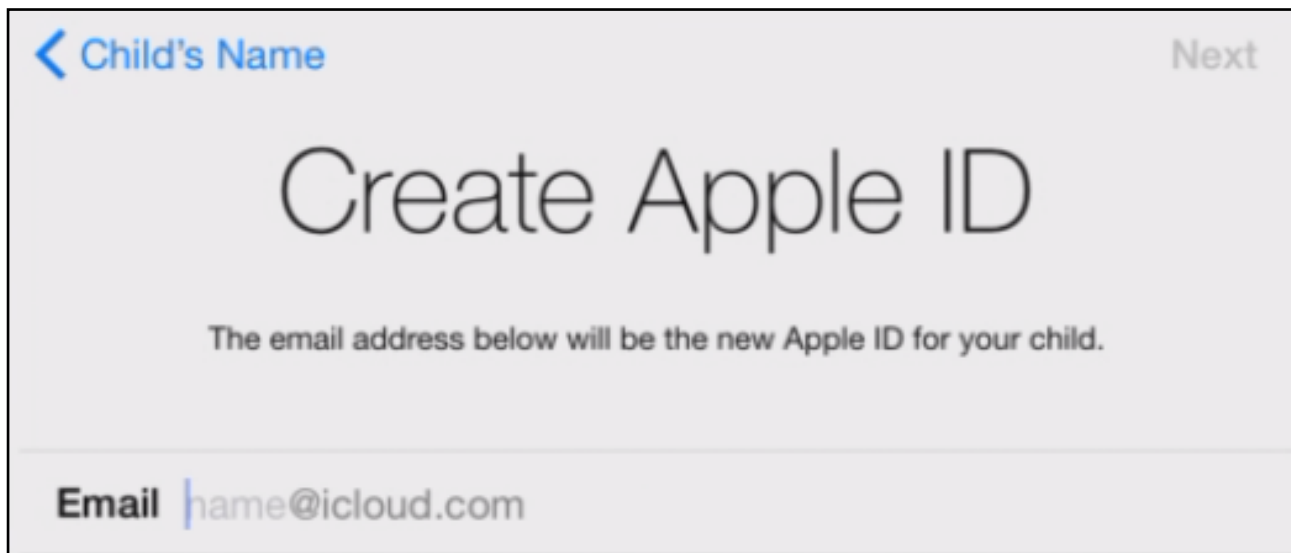 Child's Name
Next
Create Apple ID
The email address below will be the new Apple ID for your child.
Email name@icloud.com